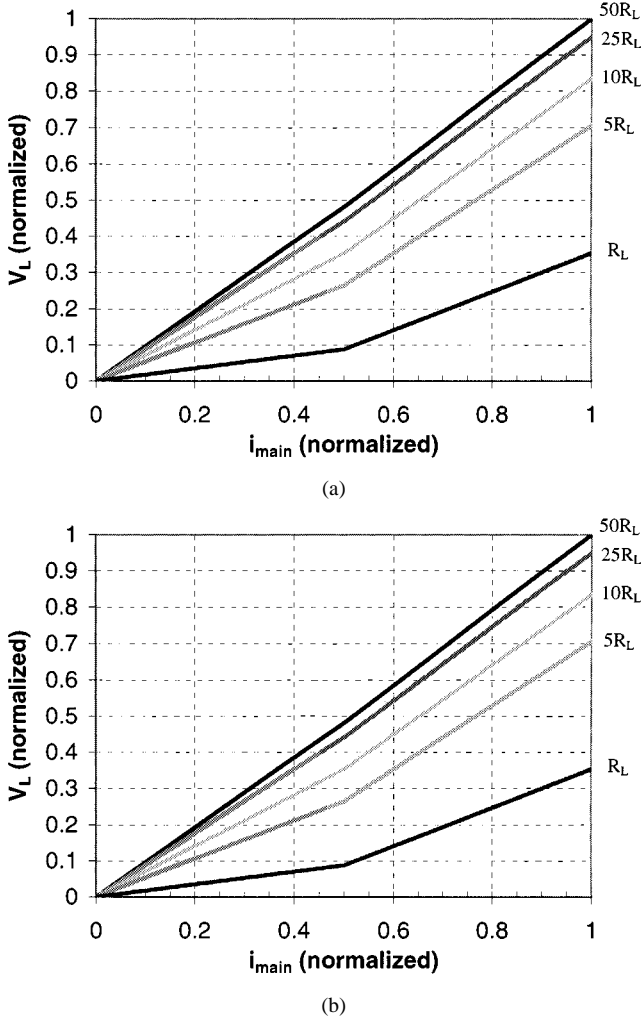 1
0.9
0.8
0.7
0.6
0.5
0.4
0.3
0.2
0.1
0
V_L (normalized)
50R_L
25R_L
10R_L
5R_L
R_L
0 0.2 0.4 0.6 0.8 1
i_main (normalized)
(a)
1
0.9
0.8
0.7
0.6
0.5
0.4
0.3
0.2
0.1
0
V_L (normalized)
50R_L
25R_L
10R_L
5R_L
R_L
0 0.2 0.4 0.6 0.8 1
i_main (normalized)
(b)